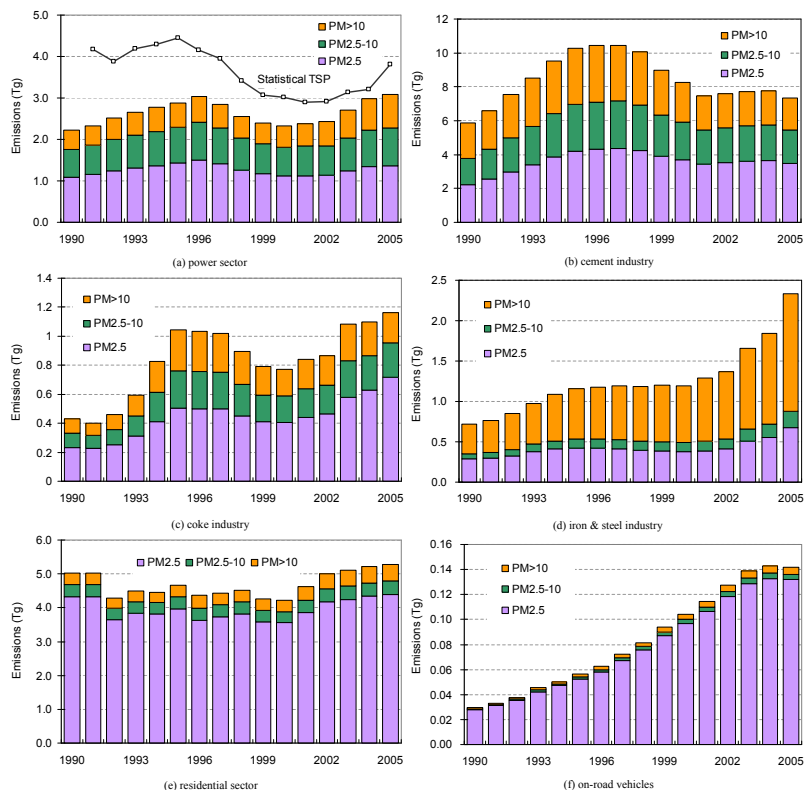 5.0
4.0
3.0
2.0
1.0
0.0
Emissions (Tg)
PM>10
PM2.5-10
PM2.5
Statistical TSP
1990 1993 1996 1999 2002 2005
(a) power sector
12
10
8
6
4
2
0
Emissions (Tg)
PM>10
PM2.5-10
PM2.5
1990 1993 1996 1999 2002 2005
(b) cement industry
1.4
1.2
1
0.8
0.6
0.4
0.2
0
Emissions (Tg)
PM>10
PM2.5-10
PM2.5
1990 1993 1996 1999 2002 2005
(c) coke industry
2.5
2.0
1.5
1.0
0.5
0.0
Emissions (Tg)
PM>10
PM2.5-10
PM2.5
1990 1993 1996 1999 2002 2005
(d) iron & steel industry
6.0
5.0
4.0
3.0
2.0
1.0
0.0
Emissions (Tg)
PM2.5 PM2.5-10 PM>10
1990 1993 1996 1999 2002 2005
(e) residential sector
0.16
0.14
0.12
0.10
0.08
0.06
0.04
0.02
0.00
Emissions (Tg)
PM>10
PM2.5-10
PM2.5
1990 1993 1996 1999 2002 2005
(f) on-road vehicles